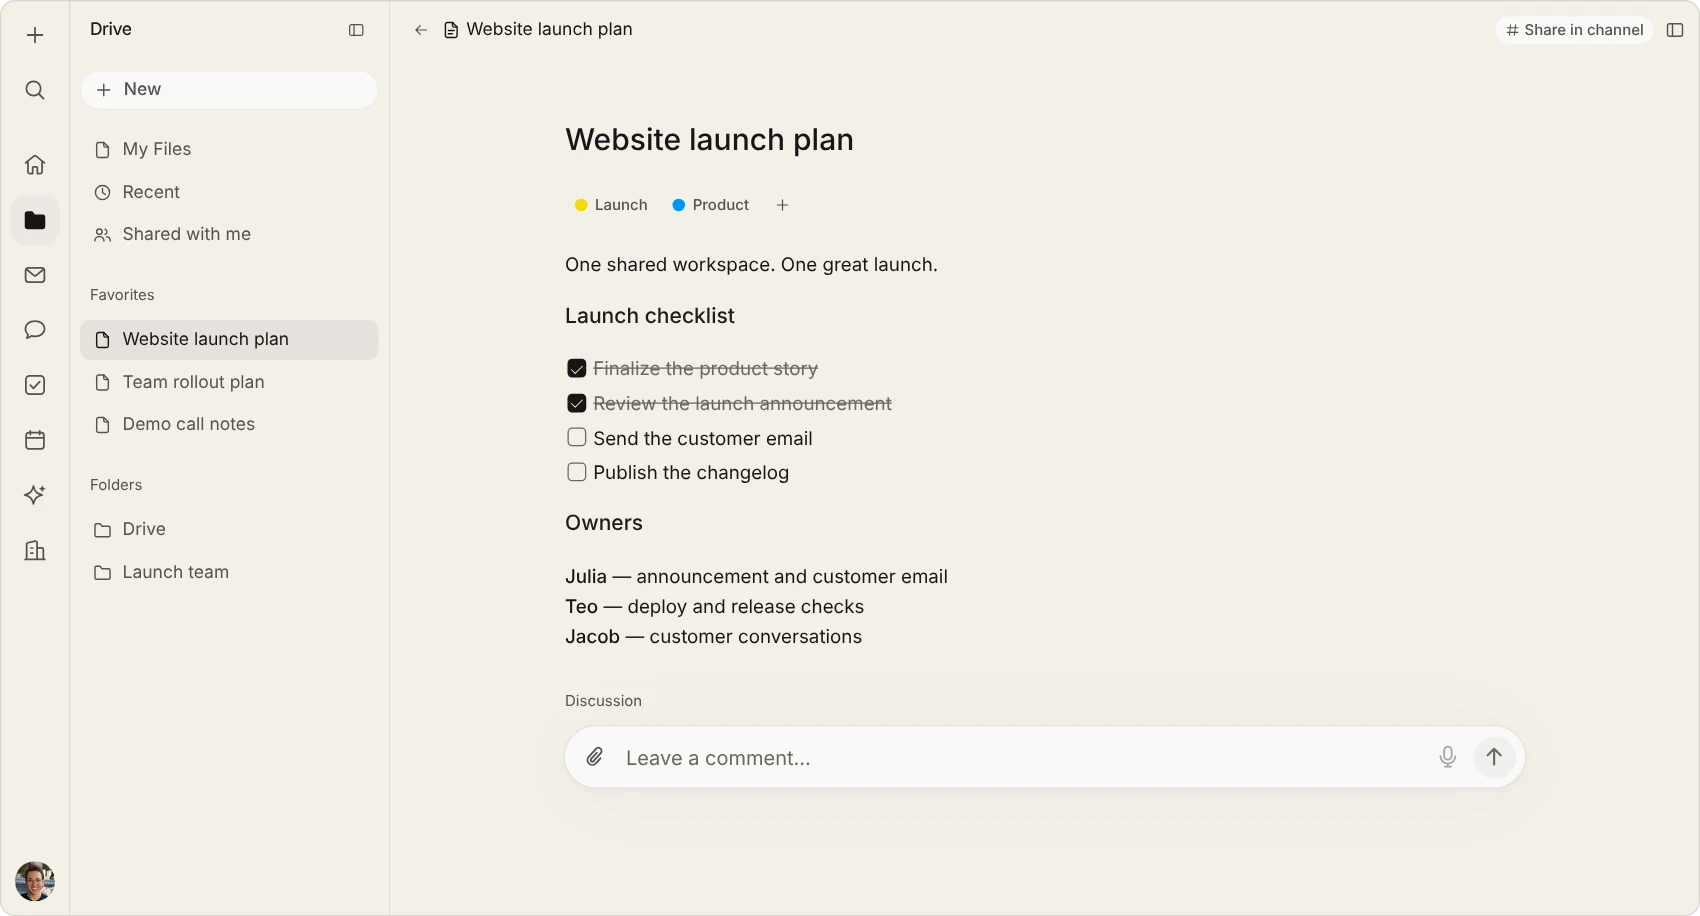 Drive
New
My Files
Recent
Shared with me
Favorites
Website launch plan
Team rollout plan
Demo call notes
Folders
Drive
Launch team
Website launch plan
# Share in channel
Website launch plan
Launch
Product
One shared workspace. One great launch.
Launch checklist
Finalize the product story
Review the launch announcement
Send the customer email
Publish the changelog
Owners
Julia — announcement and customer email
Teo — deploy and release checks
Jacob — customer conversations
Discussion
Leave a comment...